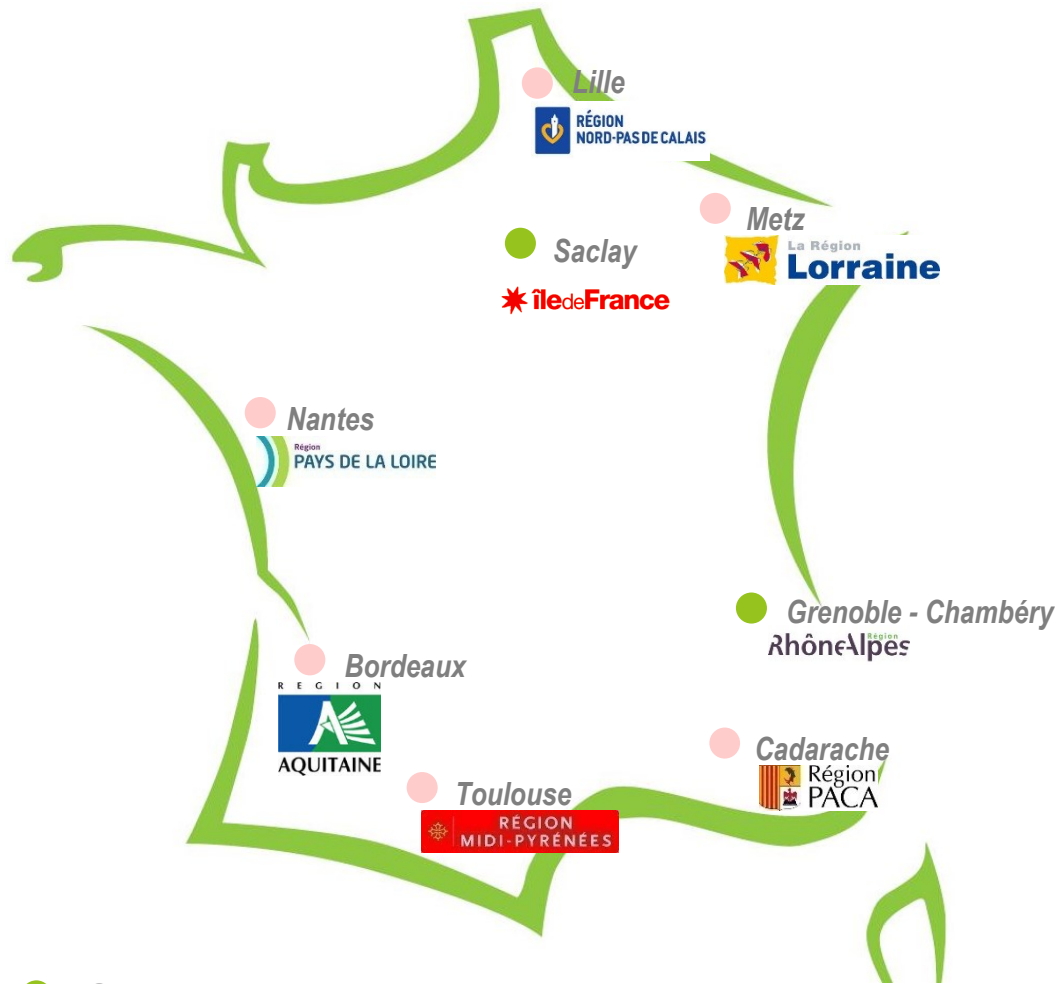 Lille
RÉGION
NORD-PAS DE CALAIS
Metz
La Région
Lorraine
Saclay
îledeFrance
Nantes
Région
PAYS DE LA LOIRE
Grenoble - Chambéry
Région
RhôneAlpes
Bordeaux
REGION
AQUITAINE
Cadarache
Région
PACA
Toulouse
RÉGION
MIDI-PYRÉNÉES